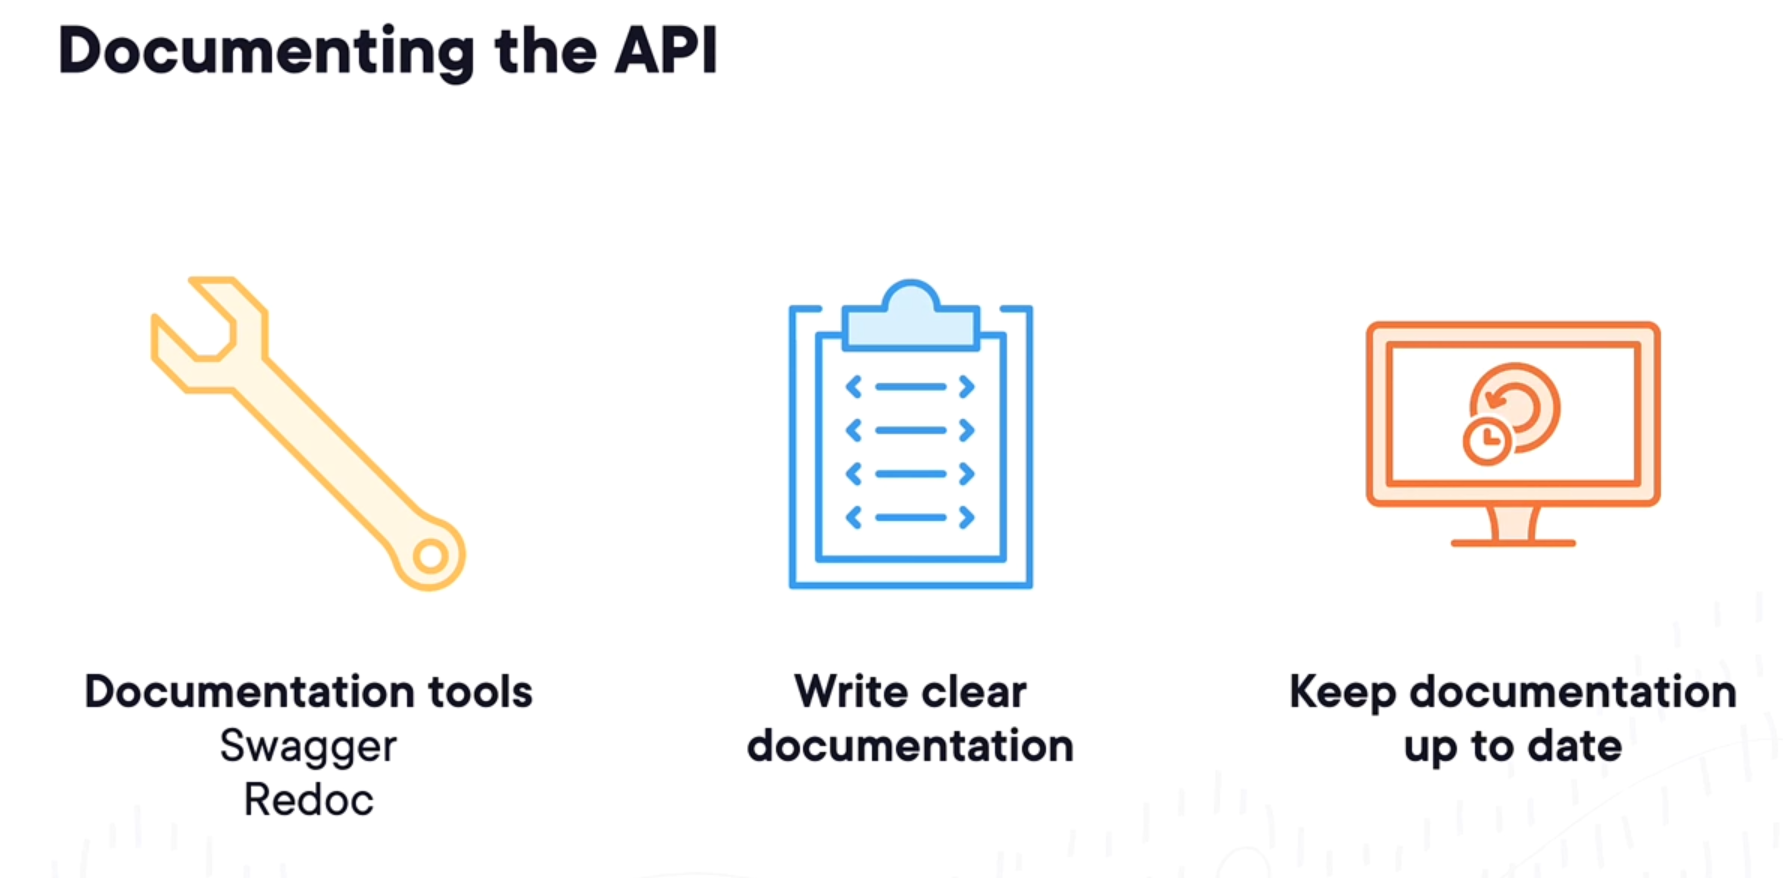 Documenting the API
Documentation tools
Swagger
Redoc
Write clear
documentation
Keep documentation
up to date